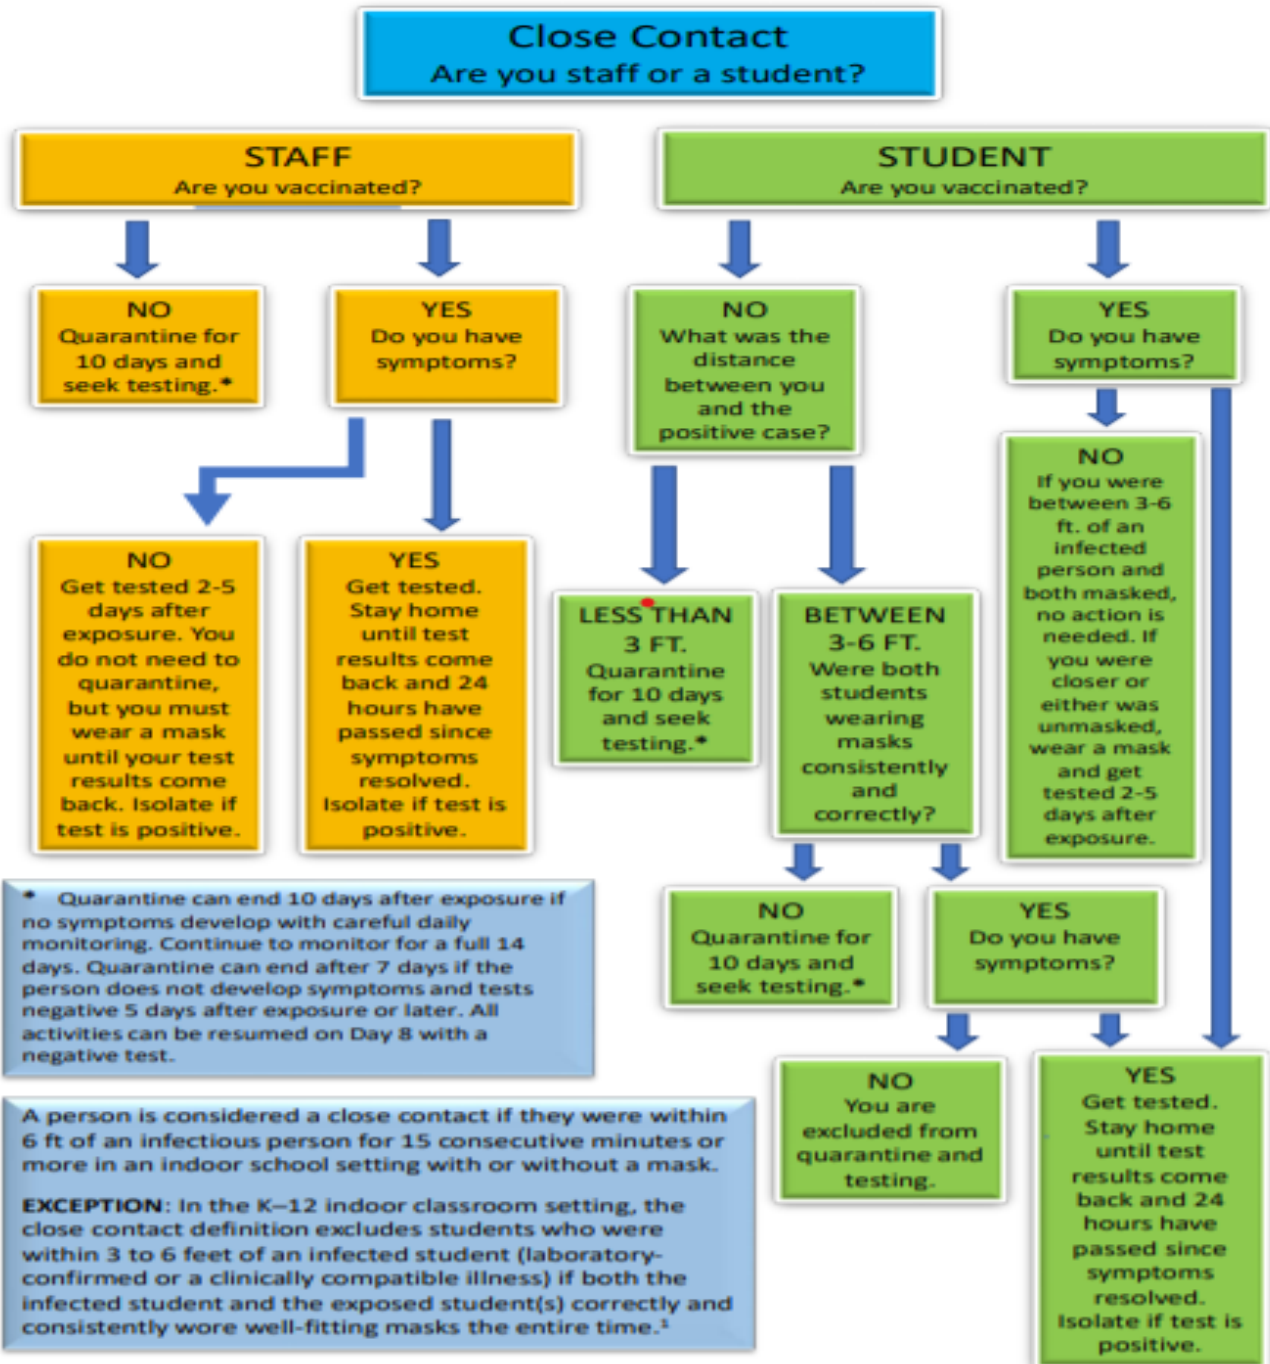 Close Contact
Are you staff or a student?
STAFF
Are you vaccinated?
STUDENT
Are you vaccinated?
NO
Quarantine for
10 days and
seek testing.*
YES
Do you have
symptoms?
NO
What was the
distance
between you
and the
positive case?
YES
Do you have
symptoms?
NO
Get tested 2-5
days after
exposure. You
do not need to
quarantine,
but you must
wear a mask
until your test
results come
back. Isolate if
test is positive.
YES
Get tested.
Stay home
until test
results come
back and 24
hours have
passed since
symptoms
resolved.
Isolate if test is
positive.
LESS THAN
3 FT.
Quarantine
for 10 days
and seek
testing.*
BETWEEN
3-6 FT.
Were both
students
wearing
masks
consistently
and
correctly?
NO
If you were
between 3-6
ft. of an
infected
person and
both masked,
no action is
needed. If
you were
closer or
either was
unmasked,
wear a mask
and get
tested 2-5
days after
exposure.
NO
Quarantine for
10 days and
seek testing.*
YES
Do you have
symptoms?
NO
You are
excluded from
quarantine and
testing.
YES
Get tested.
Stay home
until test
results come
back and 24
hours have
passed since
symptoms
resolved.
Isolate if test is
positive.
* Quarantine can end 10 days after exposure if
no symptoms develop with careful daily
monitoring. Continue to monitor for a full 14
days. Quarantine can end after 7 days if the
person does not develop symptoms and tests
negative 5 days after exposure or later. All
activities can be resumed on Day 8 with a
negative test.
A person is considered a close contact if they were within
6 ft of an infectious person for 15 consecutive minutes or
more in an indoor school setting with or without a mask.
EXCEPTION: In the K–12 indoor classroom setting, the
close contact definition excludes students who were
within 3 to 6 feet of an infected student (laboratory-
confirmed or a clinically compatible illness) if both the
infected student and the exposed student(s) correctly and
consistently wore well-fitting masks the entire time.¹